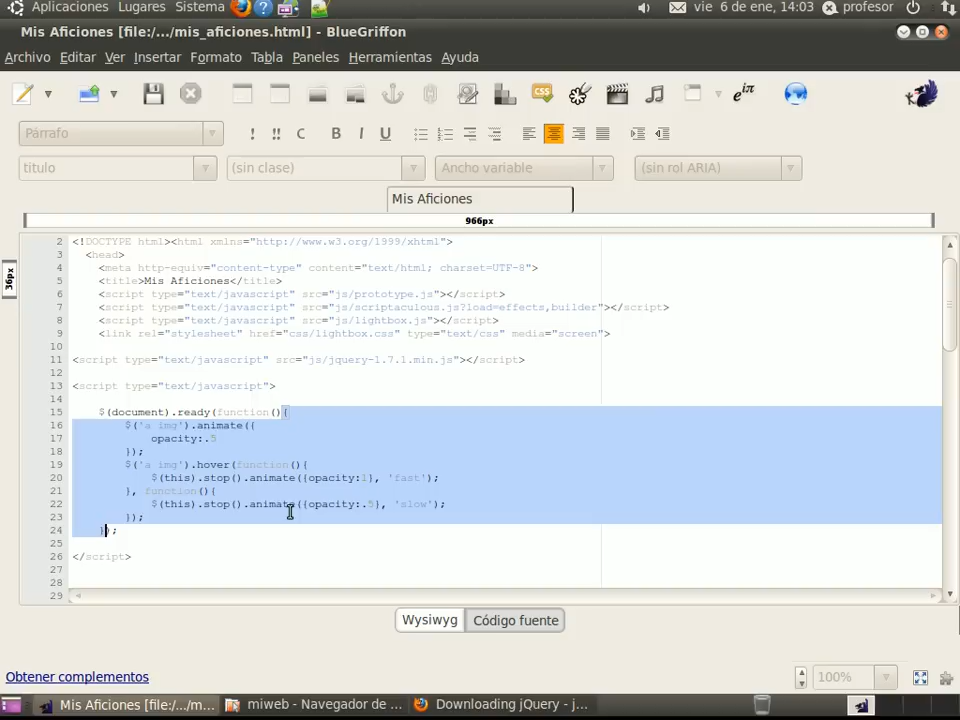 Aplicaciones Lugares Sistema vie 6 de ene, 14:03 profesor
Mis Aficiones [file:/.../mis_aficiones.html] - BlueGriffon
Archivo Editar Ver Insertar Formato Tabla Paneles Herramientas Ayuda
CSS
Párrafo ! !! C B I U
titulo (sin clase) Ancho variable (sin rol ARIA)
Mis Aficiones
966px
36px
2 <!DOCTYPE html><html xmlns="http://www.w3.org/1999/xhtml">
3 <head>
4 <meta http-equiv="content-type" content="text/html; charset=UTF-8">
5 <title>Mis Aficiones</title>
6 <script type="text/javascript" src="js/prototype.js"></script>
7 <script type="text/javascript" src="js/scriptaculous.js?load=effects,builder"></script>
8 <script type="text/javascript" src="js/lightbox.js"></script>
9 <link rel="stylesheet" href="css/lightbox.css" type="text/css" media="screen">
10
11 <script type="text/javascript" src="js/jquery-1.7.1.min.js"></script>
12
13 <script type="text/javascript">
14
15 $(document).ready(function(){
16 $('a img').animate({
17 opacity:.5
18 });
19 $('a img').hover(function(){
20 $(this).stop().animate({opacity:1}, 'fast');
21 }, function(){
22 $(this).stop().animate({opacity:.5}, 'slow');
23 });
24 });
25
26 </script>
27
28
29
Wysiwyg Código fuente
Obtener complementos 100%
Mis Aficiones [file:/.../m... miweb - Navegador de ... Downloading jQuery - j...